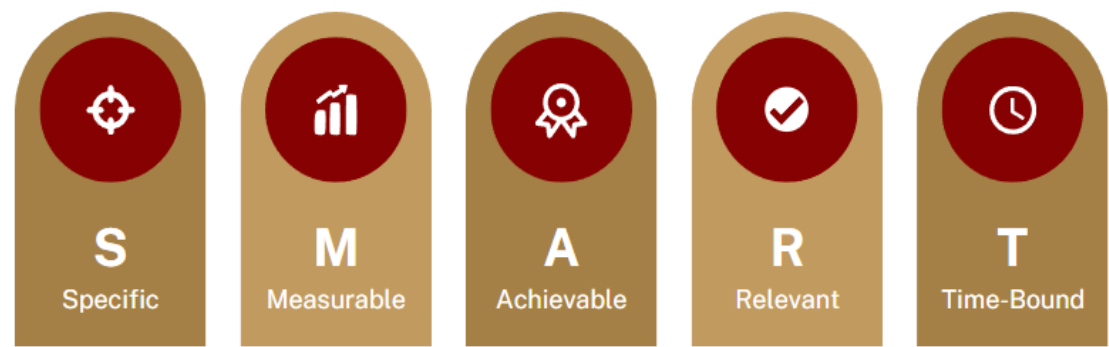 S
Specific
M
Measurable
A
Achievable
R
Relevant
T
Time-Bound